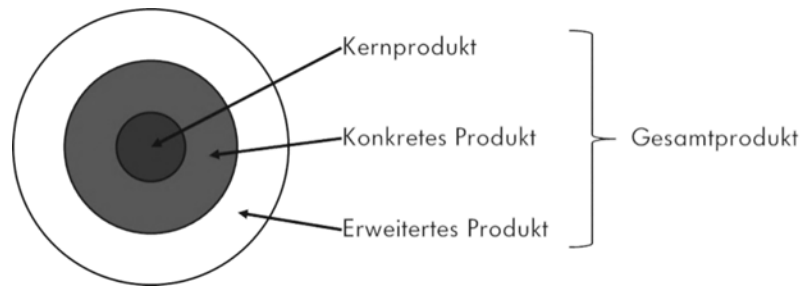 Kernprodukt
Konkretes Produkt
Gesamtprodukt
Erweitertes Produkt